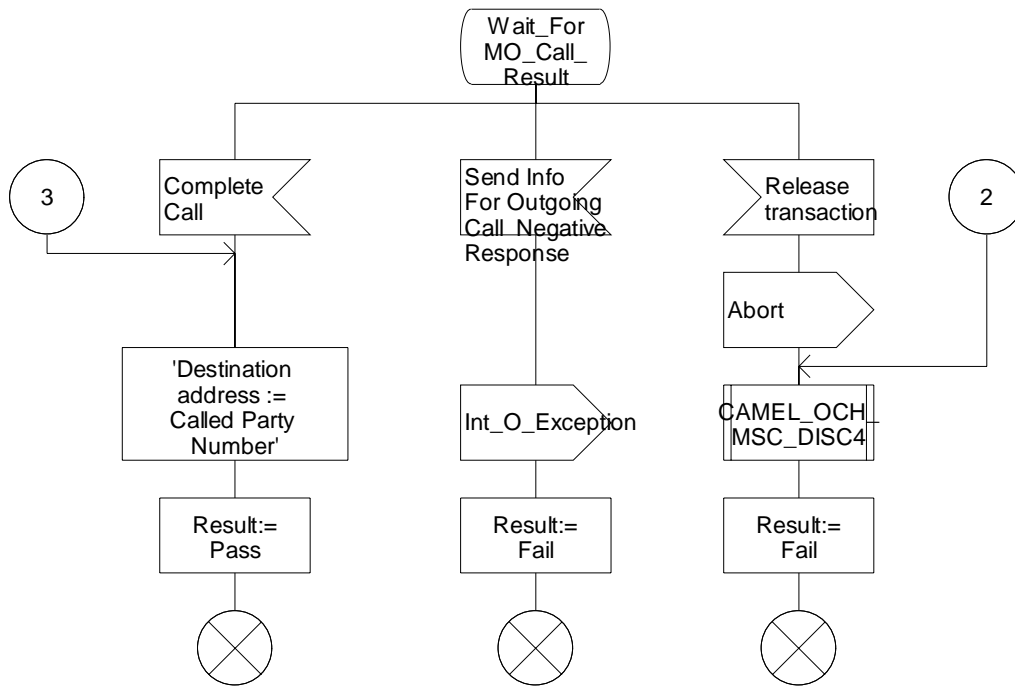 Wait_For
MO_Call_
Result
3
Complete
Call
Send Info
For Outgoing
Call Negative
Response
Release
transaction
2
Abort
'Destination
address :=
Called Party
Number'
Int_O_Exception
CAMEL_OCH_
MSC_DISC4
Result:=
Pass
Result:=
Fail
Result:=
Fail